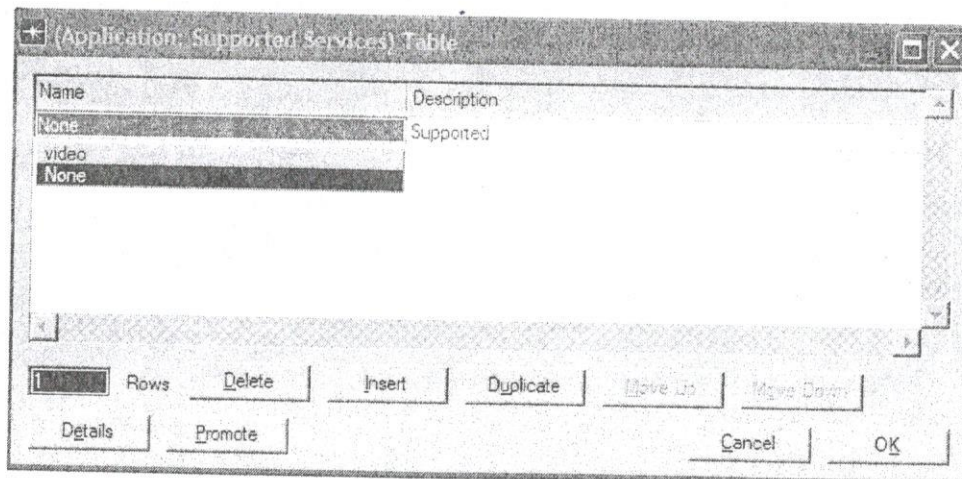 (Application: Supported Services) Table
Name Description
None Supported
video
None
1 Rows Delete Insert Duplicate Move Up Move Down
Details Promote Cancel OK